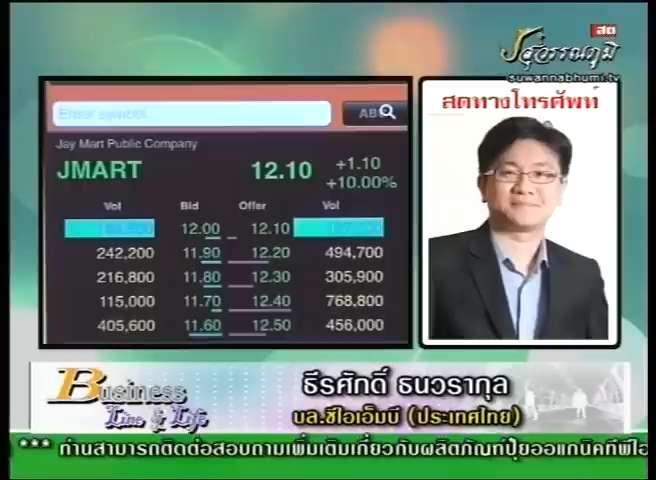 สด
สุวรรณภูมิ
suwannabhumi.tv
Enter symbol
ABC
สดทางโทรศัพท์
Jay Mart Public Company
JMART 12.10 +1.10
+10.00%
Vol Bid Offer Vol
12.00 12.10
242,200 11.90 12.20 494,700
216,800 11.80 12.30 305,900
115,000 11.70 12.40 768,800
405,600 11.60 12.50 456,000
Business
Line & Life
ธีรศักดิ์ ธนวรากุล
บล.ซีไอเอ็มบี (ประเทศไทย)
*** ท่านสามารถติดต่อสอบถามเพิ่มเติมเกี่ยวกับผลิตภัณฑ์ปุ๋ยออแกนิคทีพีไอ